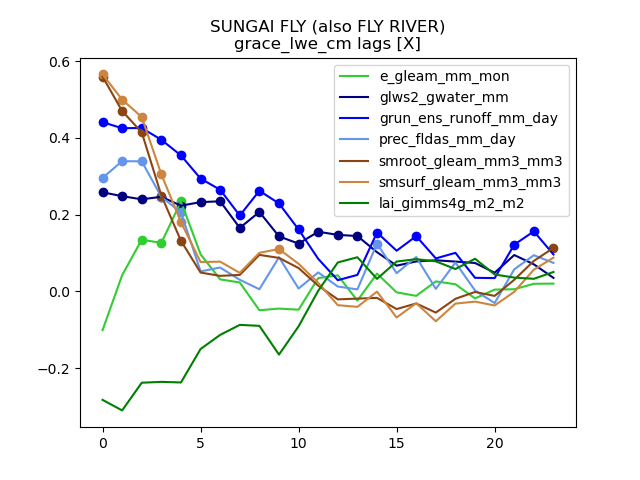 SUNGAI FLY (also FLY RIVER)
grace_lwe_cm lags [X]
0.6
0.4
0.2
0.0
−0.2
0
5
10
15
20
e_gleam_mm_mon
glws2_gwater_mm
grun_ens_runoff_mm_day
prec_fldas_mm_day
smroot_gleam_mm3_mm3
smsurf_gleam_mm3_mm3
lai_gimms4g_m2_m2